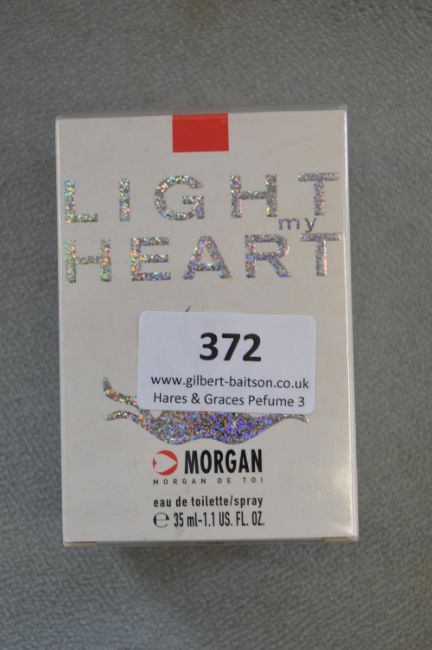 LIGHT
my
HEART
372
www.gilbert-baitson.co.uk
Hares & Graces Pefume 3
MORGAN
MORGAN DE TOI
eau de toilette/spray
℮ 35 ml-1.1 US. FL. OZ.